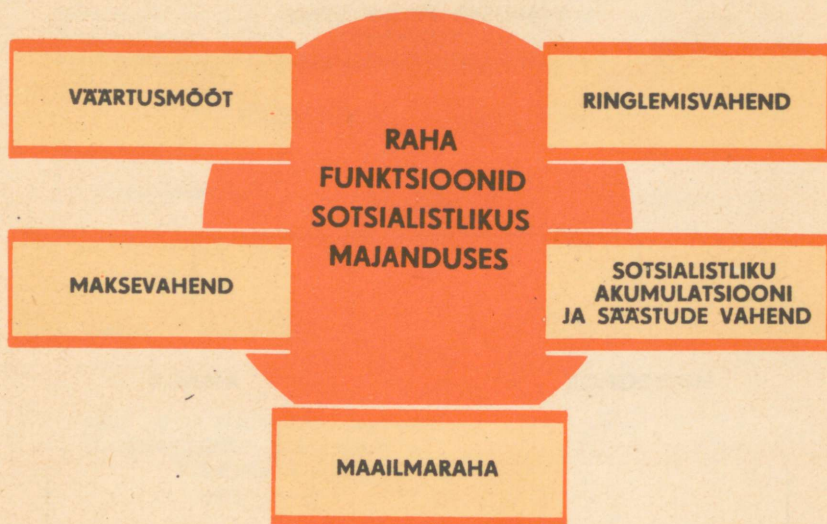 VÄÄRTUSMÕÕT
RINGLEMISVAHEND
RAHA
FUNKTSIOONID
SOTSIALISTLIKUS
MAJANDUSES
MAKSEVAHEND
SOTSIALISTLIKU
AKUMULATSIOONI
JA SÄÄSTUDE VAHEND
MAAILMARAHA